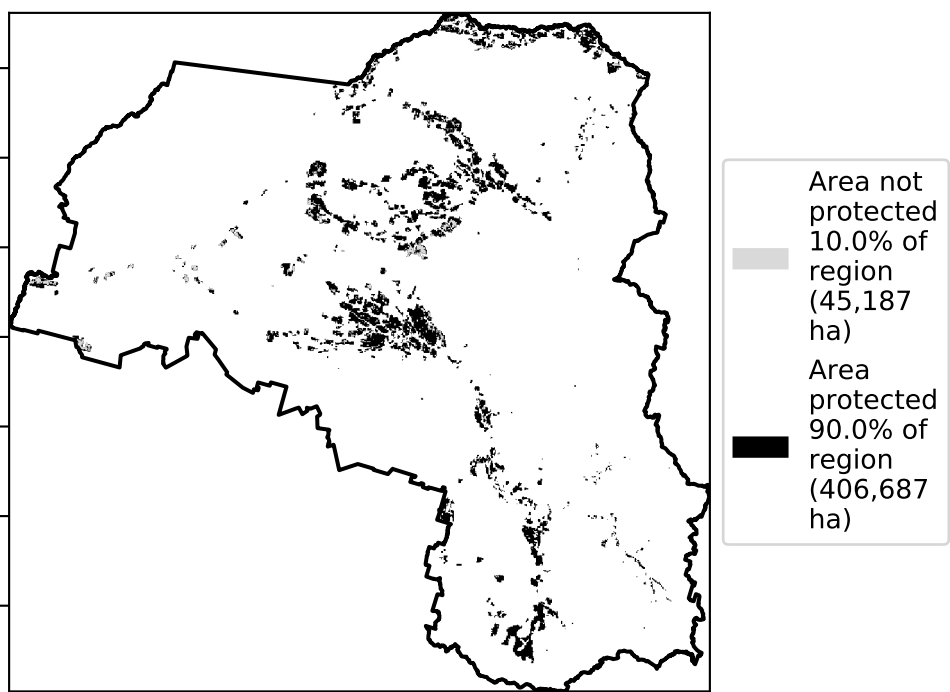 Area not
protected
10.0% of
region
(45,187
ha)
Area
protected
90.0% of
region
(406,687
ha)